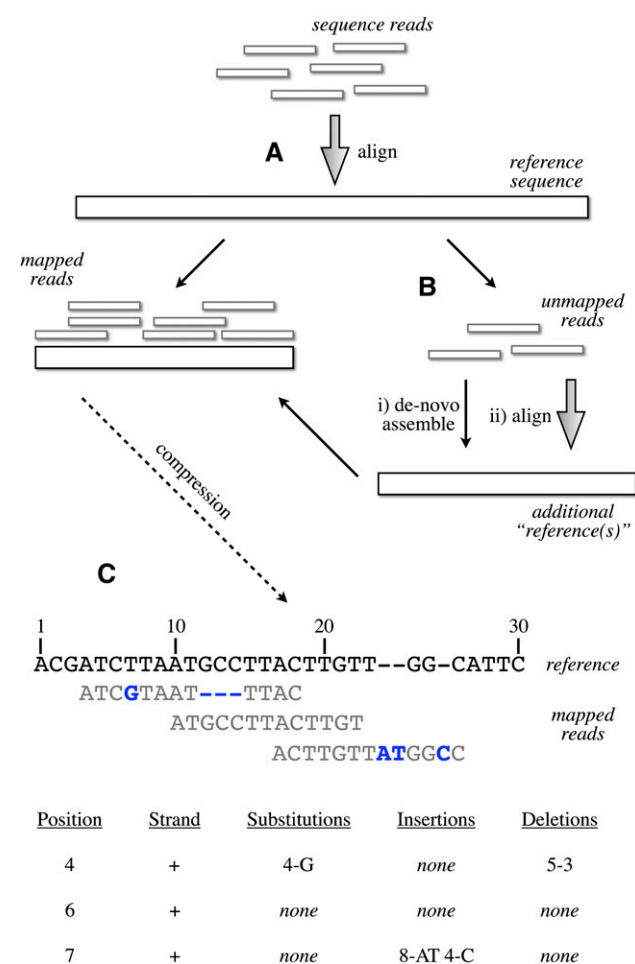 sequence reads
A
align
reference
sequence
mapped
reads
B
unmapped
reads
i) de-novo
assemble
ii) align
additional
“reference(s)”
compression
C
1 10 20 30
ACGATCTTAATGCCTTACTTGTT--GG-CATTC reference
ATCGTAAT---TTAC
ATGCCTTACTTGT
mapped
reads
ACTTGTTATGGCC
Position Strand Substitutions Insertions Deletions
4 + 4-G none 5-3
6 + none none none
7 + none 8-AT 4-C none